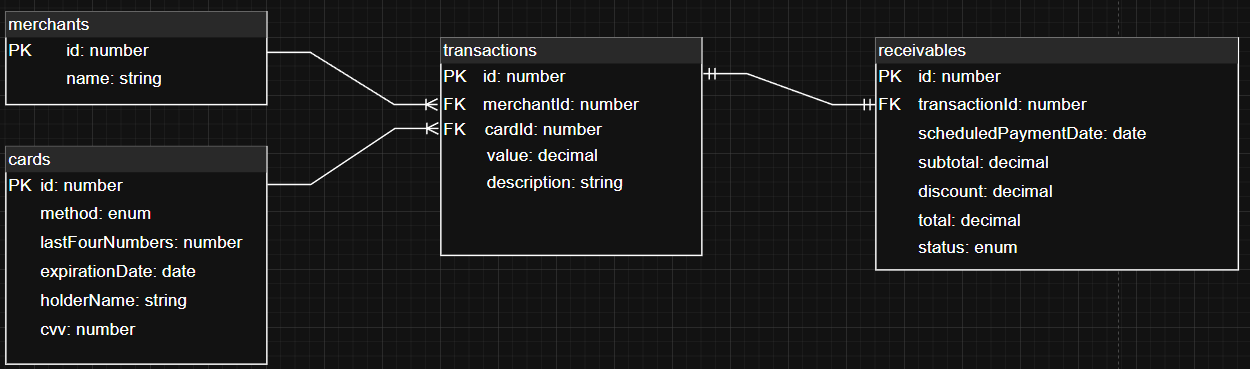 merchants
PK id: number
name: string
cards
PK id: number
method: enum
lastFourNumbers: number
expirationDate: date
holderName: string
cvv: number
transactions
PK id: number
FK merchantId: number
FK cardId: number
value: decimal
description: string
receivables
PK id: number
FK transactionId: number
scheduledPaymentDate: date
subtotal: decimal
discount: decimal
total: decimal
status: enum